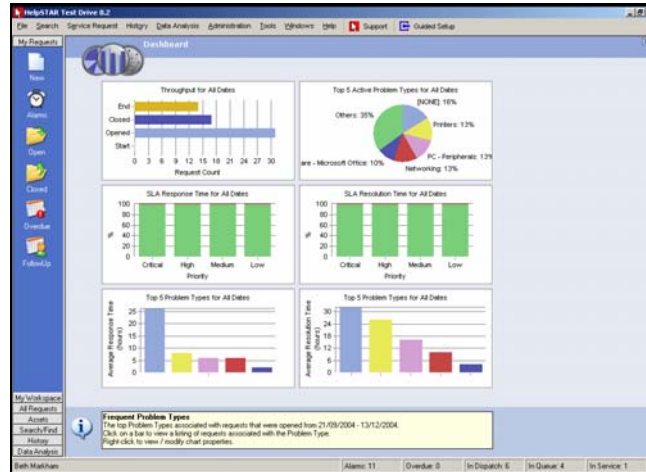 HelpSTAR Test Drive 8.2
File Search Service Request History Data Analysis Administration Tools Windows Help Support Guided Setup
My Requests
Dashboard
New
Alarms
Open
Closed
Overdue
FollowUp
Throughput for All Dates
End
Closed
Opened
Start
0 3 6 9 12 15 18 21 24 27 30
Request Count
Top 5 Active Problem Types for All Dates
[NONE]: 16%
Others: 35%
Printers: 13%
PC - Peripherals: 13%
are - Microsoft Office: 10%
Networking: 13%
SLA Response Time for All Dates
100
80
60
40
20
0
%
Critical High Medium Low
Priority
SLA Resolution Time for All Dates
100
80
60
40
20
0
%
Critical High Medium Low
Priority
Top 5 Problem Types for All Dates
Average Response Time
(hours)
25
20
15
10
5
0
Top 5 Problem Types for All Dates
Average Resolution Time
(hours)
30
24
18
12
6
0
My Workspace
All Requests
Assets
Search/Find
History
Data Analysis
Frequent Problem Types
The top Problem Types associated with requests that were opened from 21/09/2004 - 13/12/2004.
Click on a bar to view a listing of requests associated with the Problem Type.
Right-click to view / modify chart properties.
Beth Markham Alarms: 11 Overdue: 0 In Dispatch: 6 In Queue: 4 In Service: 1